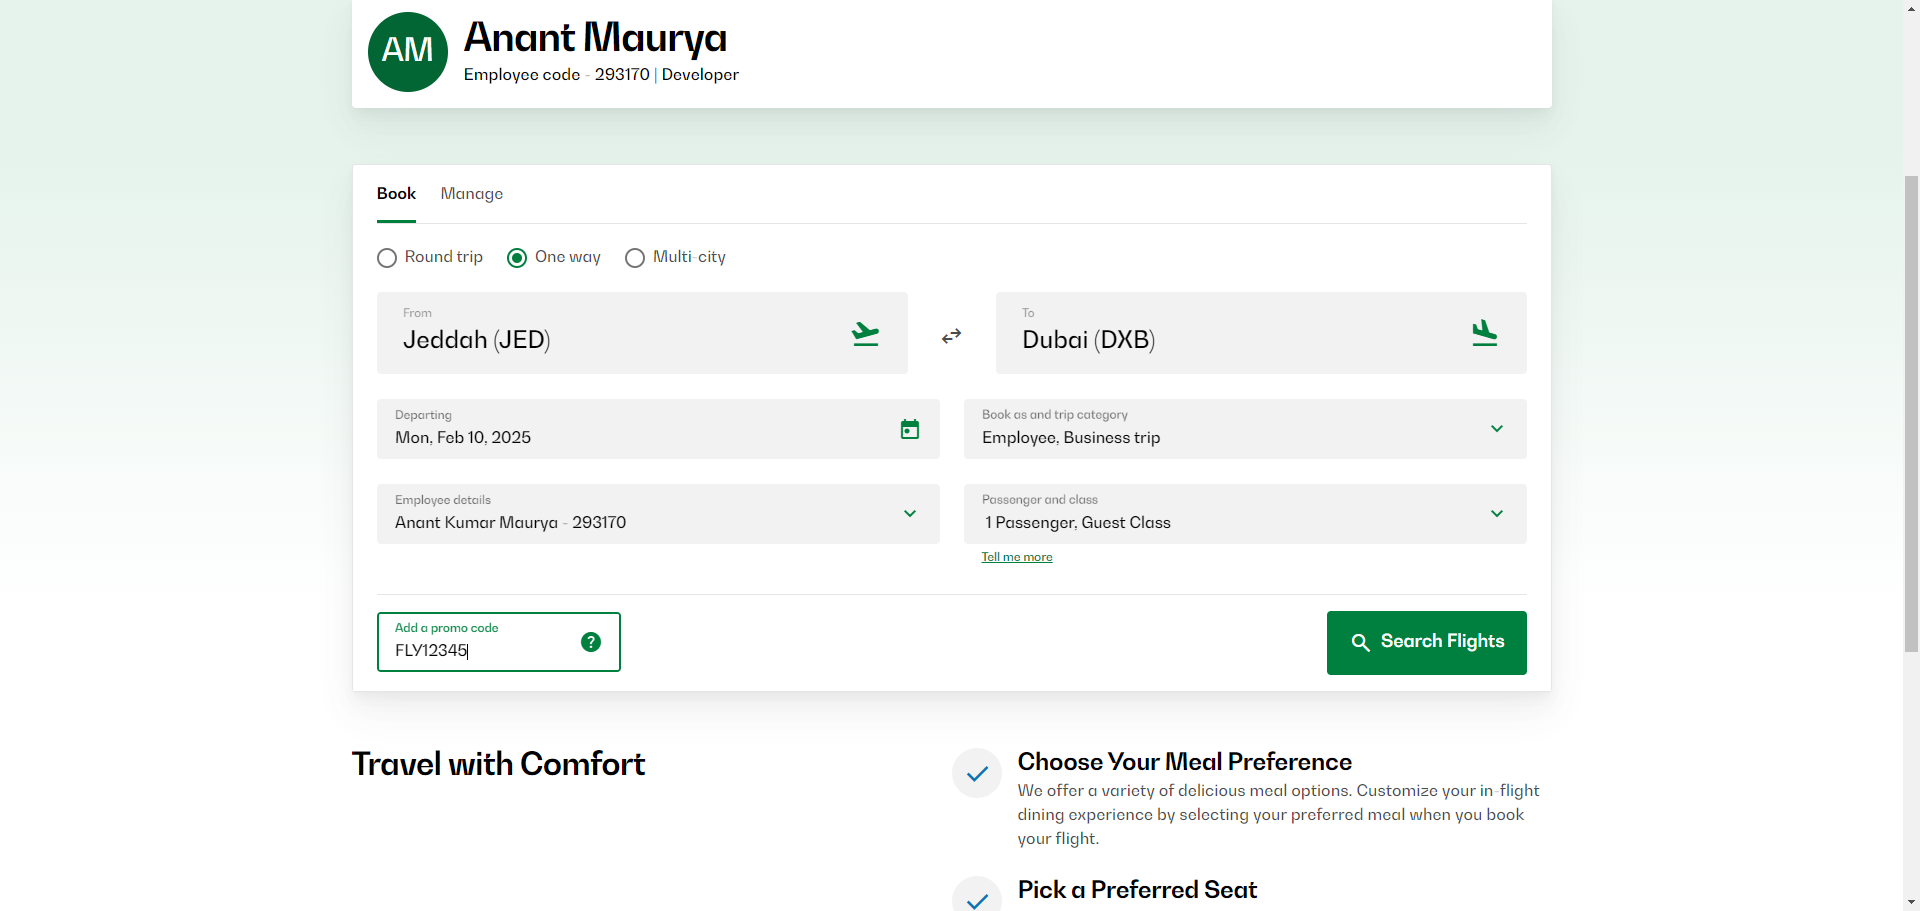 AM
Anant Maurya
Employee code - 293170 | Developer
Book Manage
Round trip One way Multi-city
From
Jeddah (JED)
To
Dubai (DXB)
Departing
Mon, Feb 10, 2025
Book as and trip category
Employee, Business trip
Employee details
Anant Kumar Maurya - 293170
Passenger and class
1 Passenger, Guest Class
Tell me more
Add a promo code
FLY12345
?
Search Flights
Travel with Comfort
Choose Your Meal Preference
We offer a variety of delicious meal options. Customize your in-flight
dining experience by selecting your preferred meal when you book
your flight.
Pick a Preferred Seat